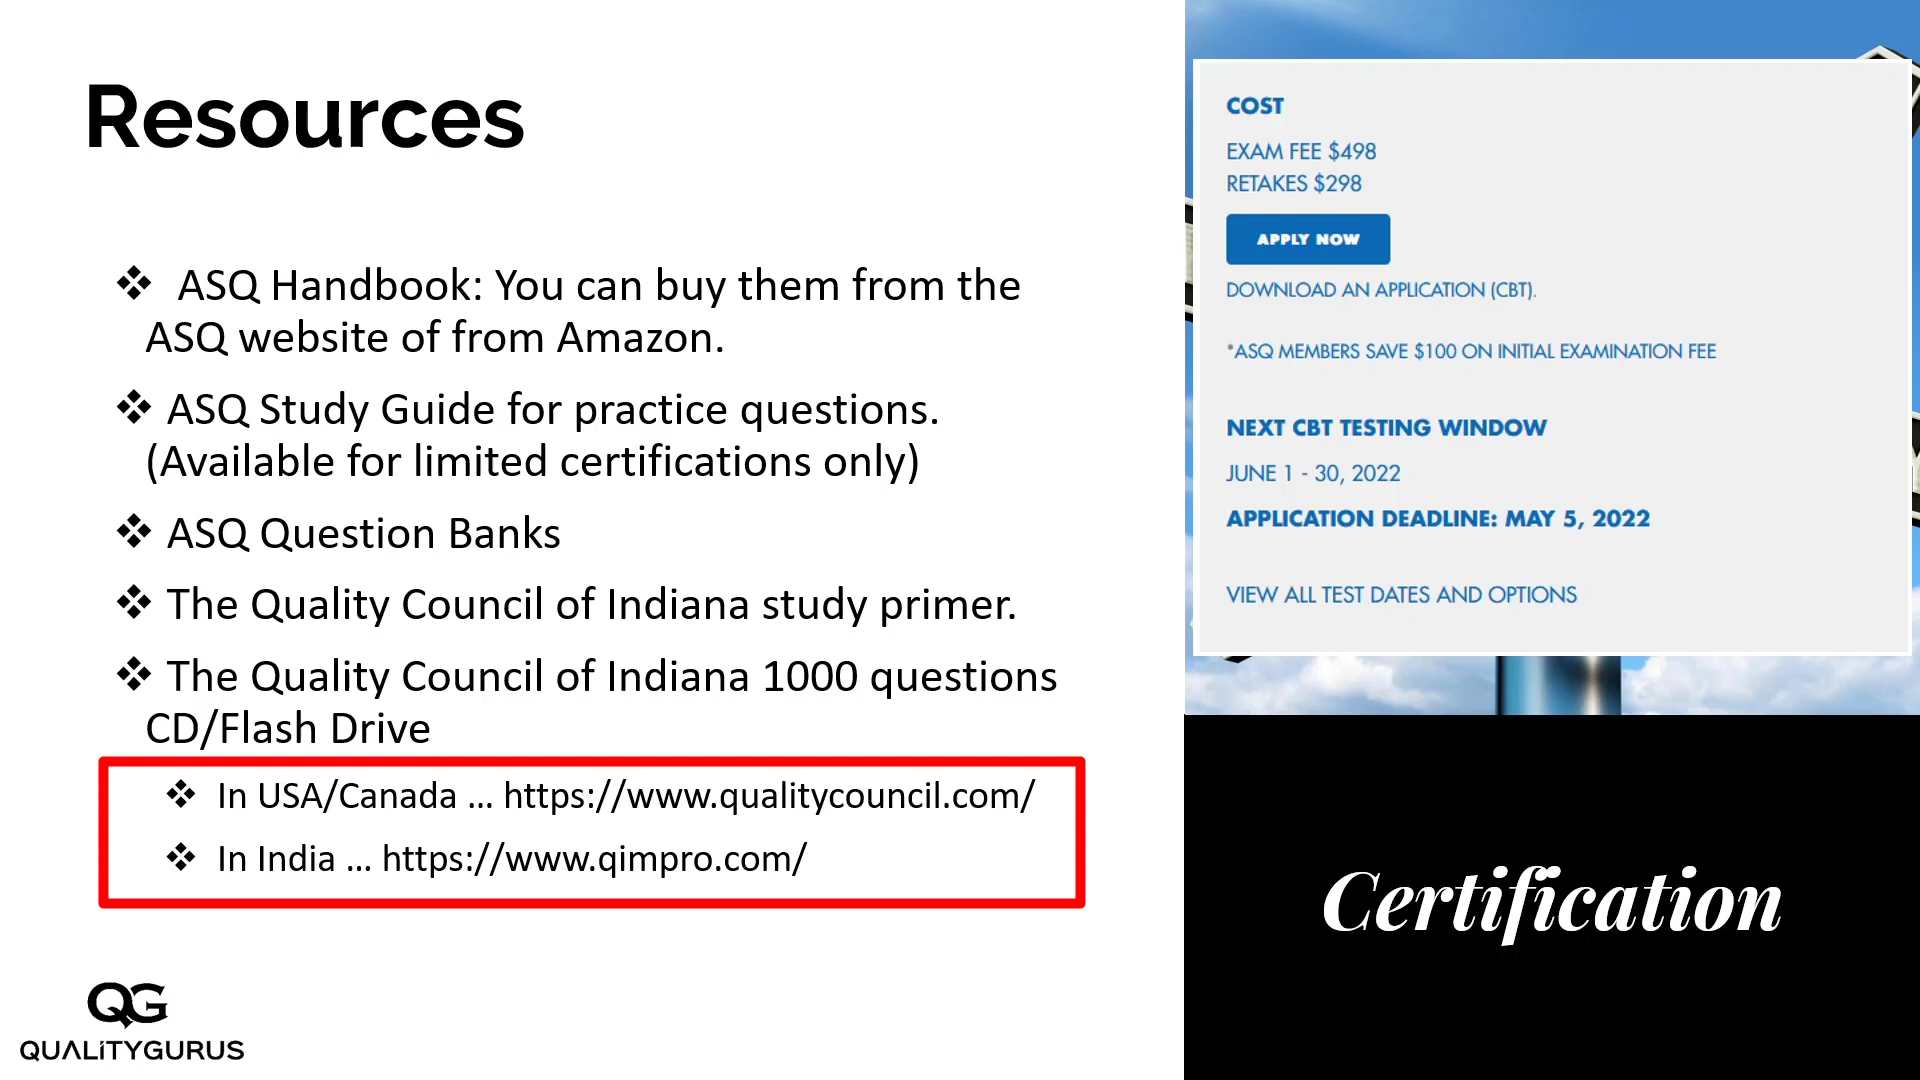 Resources
❖ ASQ Handbook: You can buy them from the
ASQ website of from Amazon.
❖ ASQ Study Guide for practice questions.
(Available for limited certifications only)
❖ ASQ Question Banks
❖ The Quality Council of Indiana study primer.
❖ The Quality Council of Indiana 1000 questions
CD/Flash Drive
❖ In USA/Canada … https://www.qualitycouncil.com/
❖ In India … https://www.qimpro.com/
QG
QUALITYGURUS
COST
EXAM FEE $498
RETAKES $298
APPLY NOW
DOWNLOAD AN APPLICATION (CBT).
*ASQ MEMBERS SAVE $100 ON INITIAL EXAMINATION FEE
NEXT CBT TESTING WINDOW
JUNE 1 - 30, 2022
APPLICATION DEADLINE: MAY 5, 2022
VIEW ALL TEST DATES AND OPTIONS
Certification